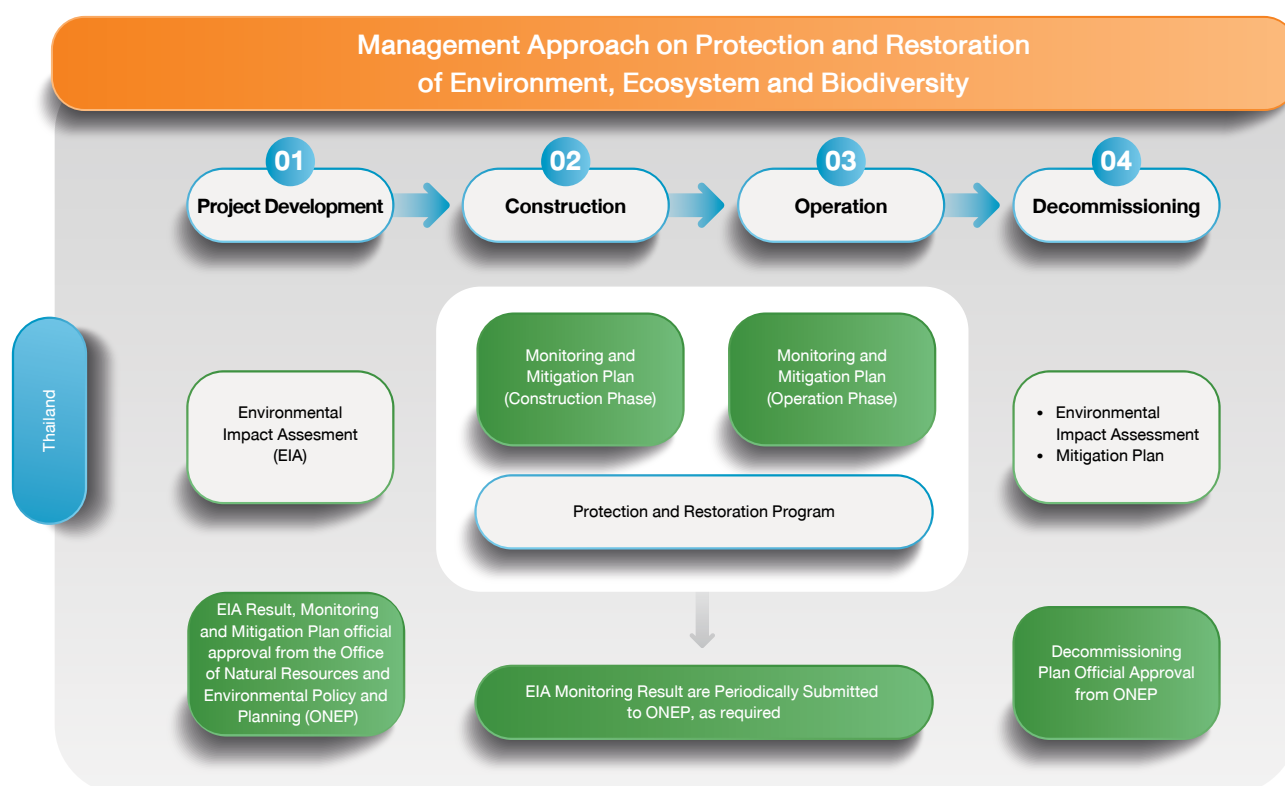 Management Approach on Protection and Restoration
of Environment, Ecosystem and Biodiversity
01
Project Development
02
Construction
03
Operation
04
Decommissioning
Thailand
Environmental
Impact Assesment
(EIA)
Monitoring and
Mitigation Plan
(Construction Phase)
Monitoring and
Mitigation Plan
(Operation Phase)
Protection and Restoration Program
• Environmental
Impact Assessment
• Mitigation Plan
EIA Result, Monitoring
and Mitigation Plan official
approval from the Office
of Natural Resources and
Environmental Policy and
Planning (ONEP)
EIA Monitoring Result are Periodically Submitted
to ONEP, as required
Decommissioning
Plan Official Approval
from ONEP